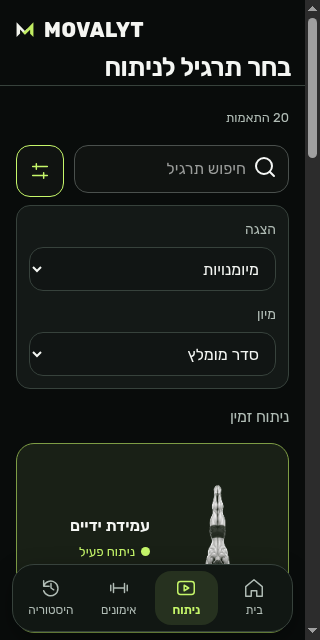 MOVALYT
בחר תרגיל לניתוח
20 התאמות
חיפוש תרגיל
הצגה
מיומנויות
מיון
סדר מומלץ
ניתוח זמין
עמידת ידיים
ניתוח פעיל
בית
ניתוח
אימונים
היסטוריה